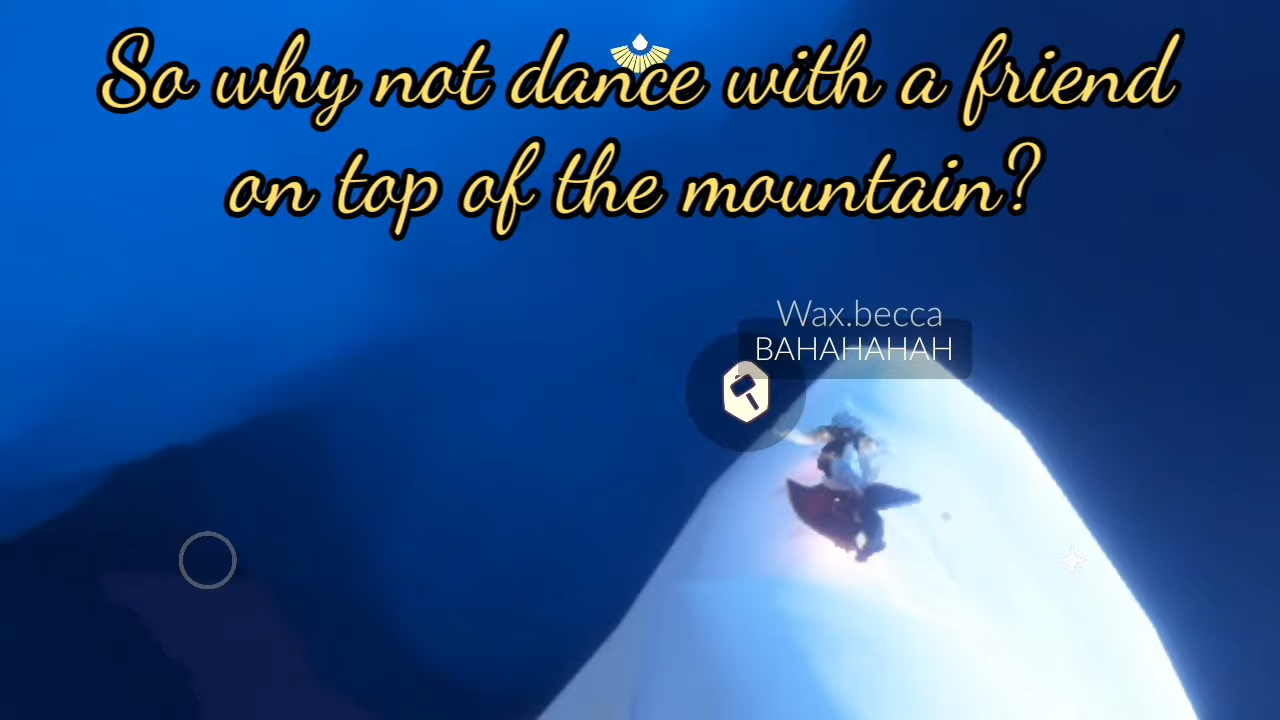 So why not dance with a friend
on top of the mountain?
Wax.becca
BAHAHAHAH